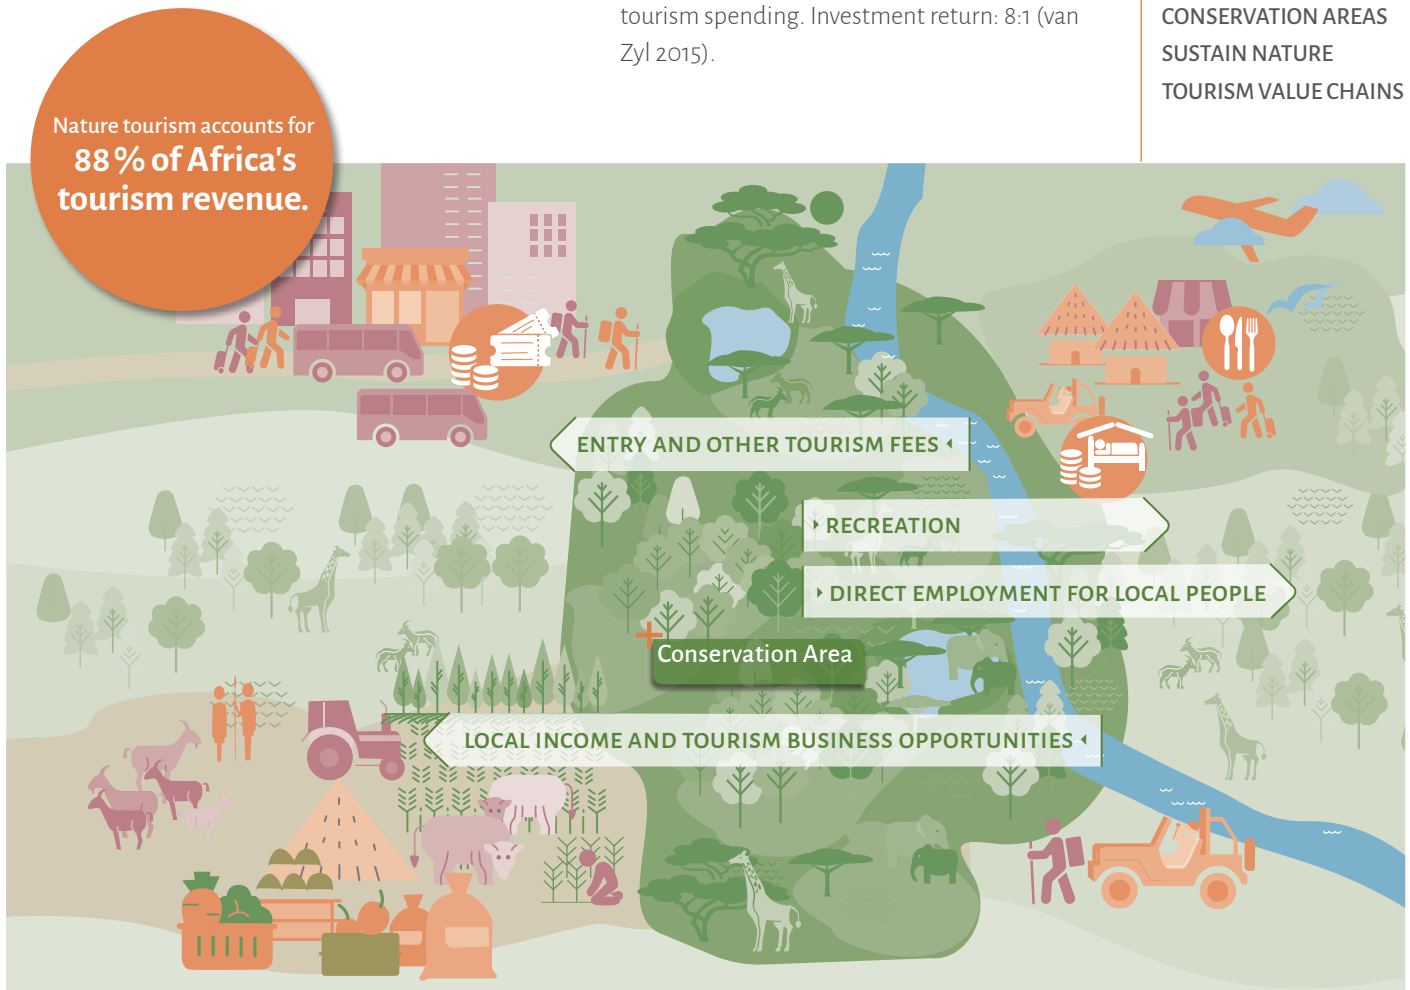 tourism spending. Investment return: 8:1 (van
Zyl 2015).
CONSERVATION AREAS
SUSTAIN NATURE
TOURISM VALUE CHAINS
Nature tourism accounts for
88 % of Africa's
tourism revenue.
ENTRY AND OTHER TOURISM FEES
RECREATION
DIRECT EMPLOYMENT FOR LOCAL PEOPLE
Conservation Area
LOCAL INCOME AND TOURISM BUSINESS OPPORTUNITIES